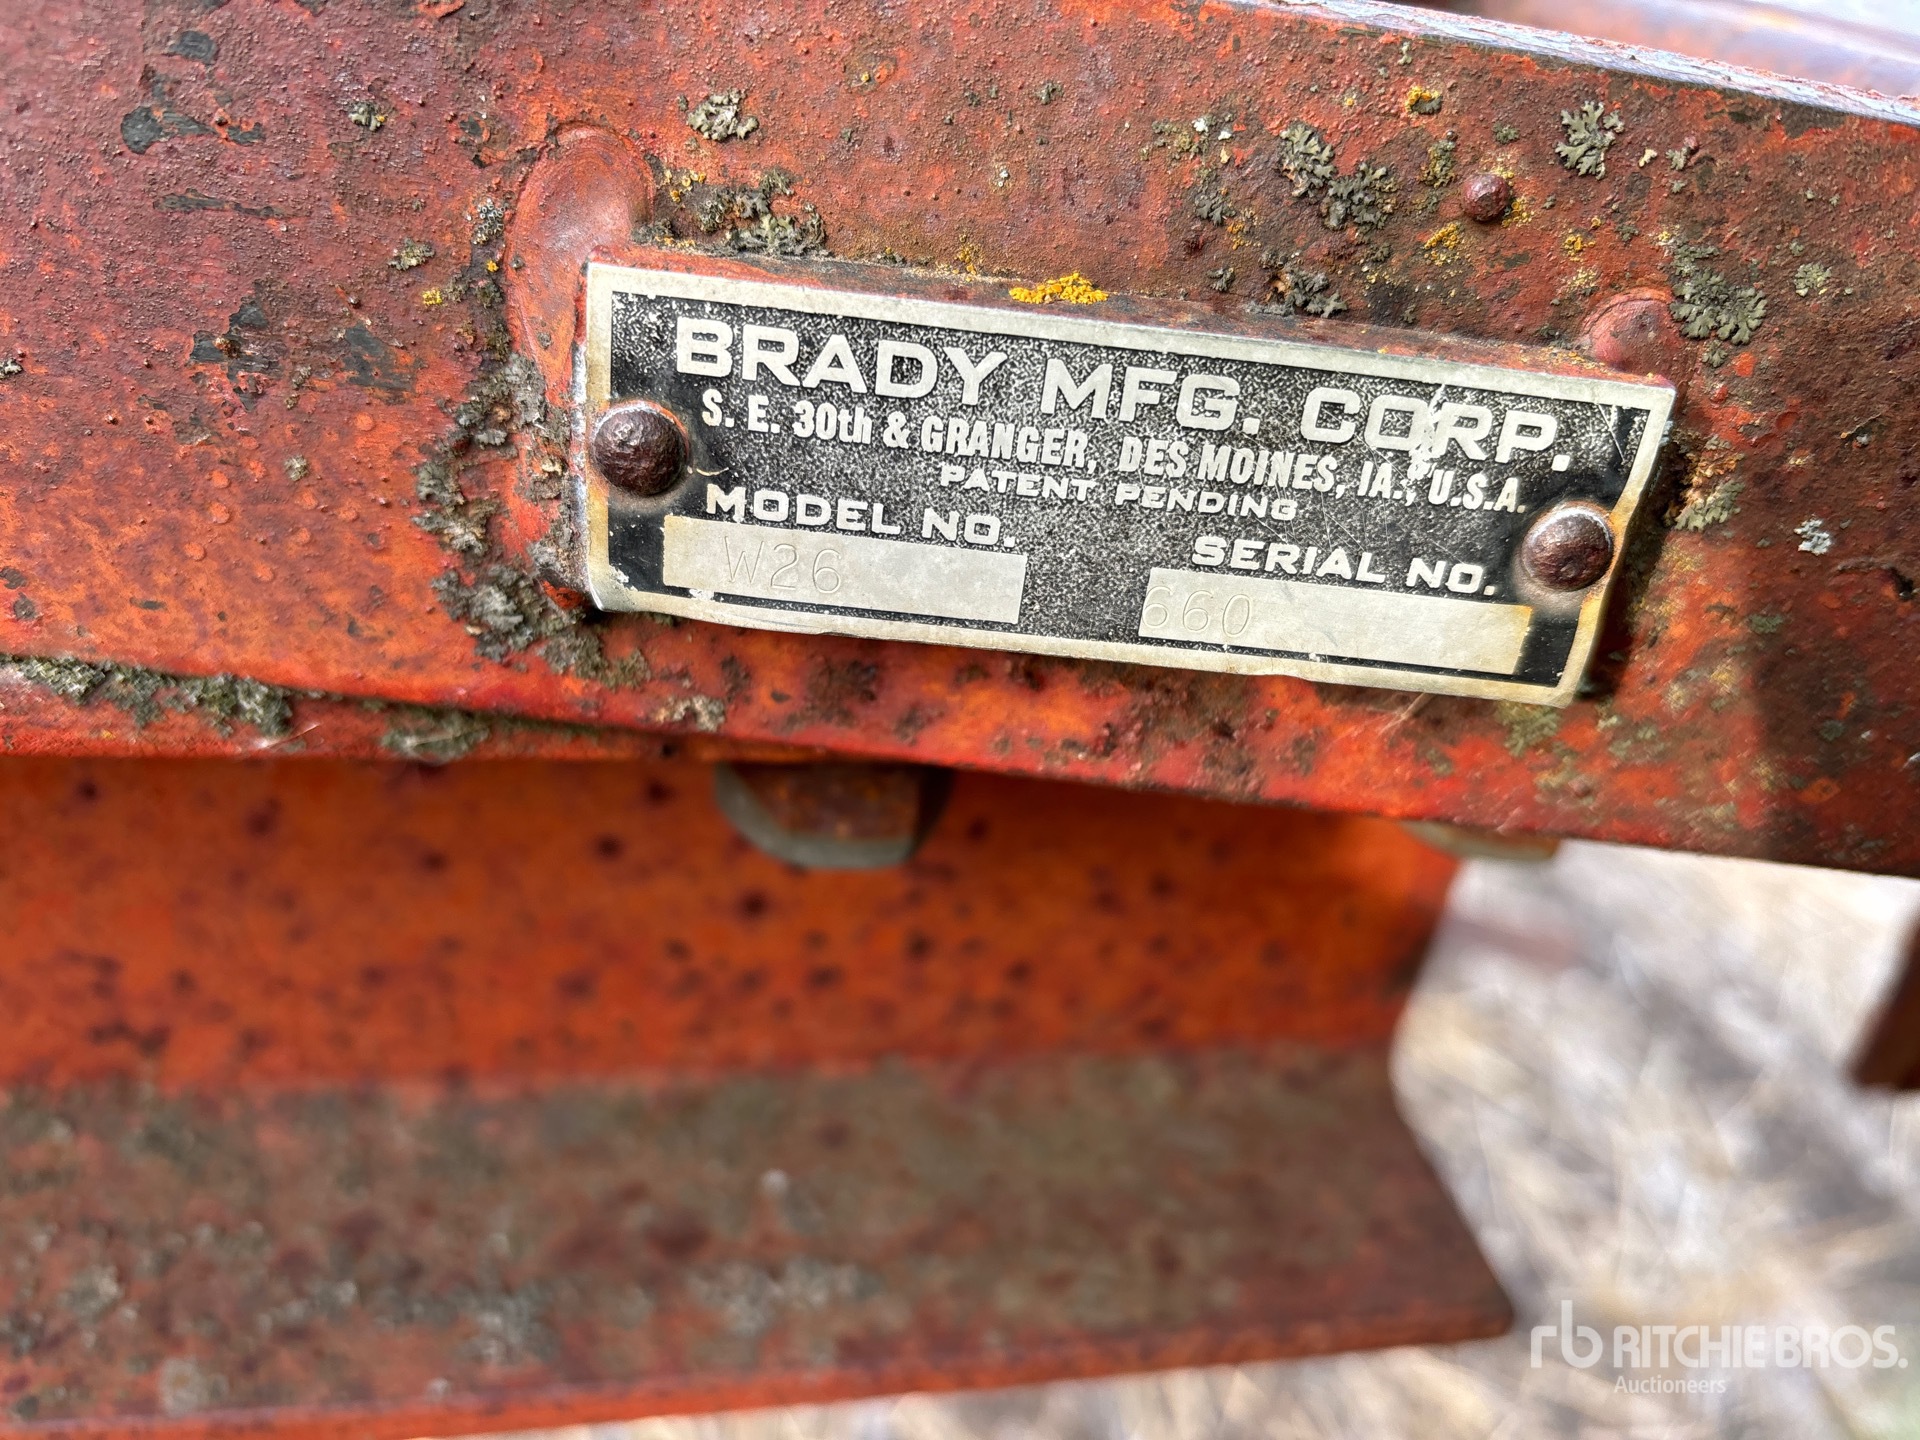 BRADY MFG. CORP.
S. E. 30th & GRANGER, DES MOINES, IA., U.S.A.
PATENT PENDING
MODEL NO. SERIAL NO.
W26 660
rb RITCHIE BROS.
Auctioneers